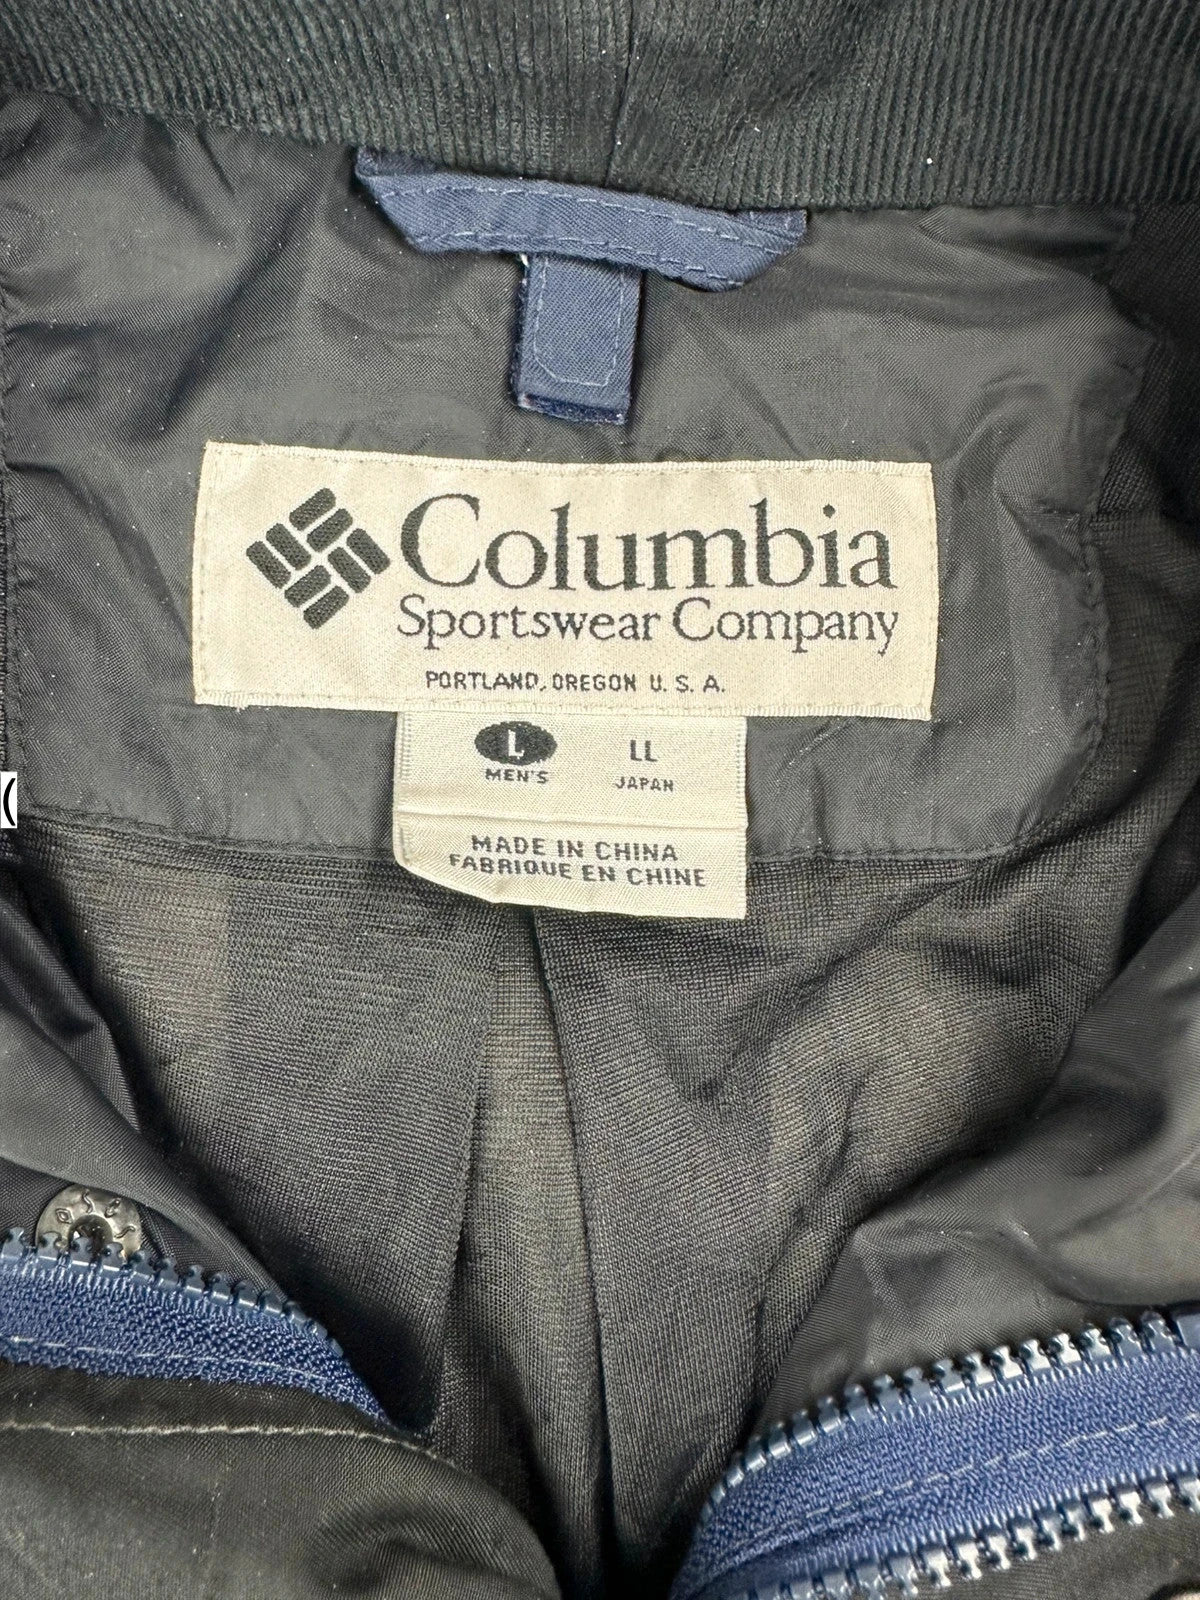 Columbia
Sportswear Company
PORTLAND, OREGON U. S. A.
L LL
MEN'S JAPAN
MADE IN CHINA
FABRIQUE EN CHINE
(